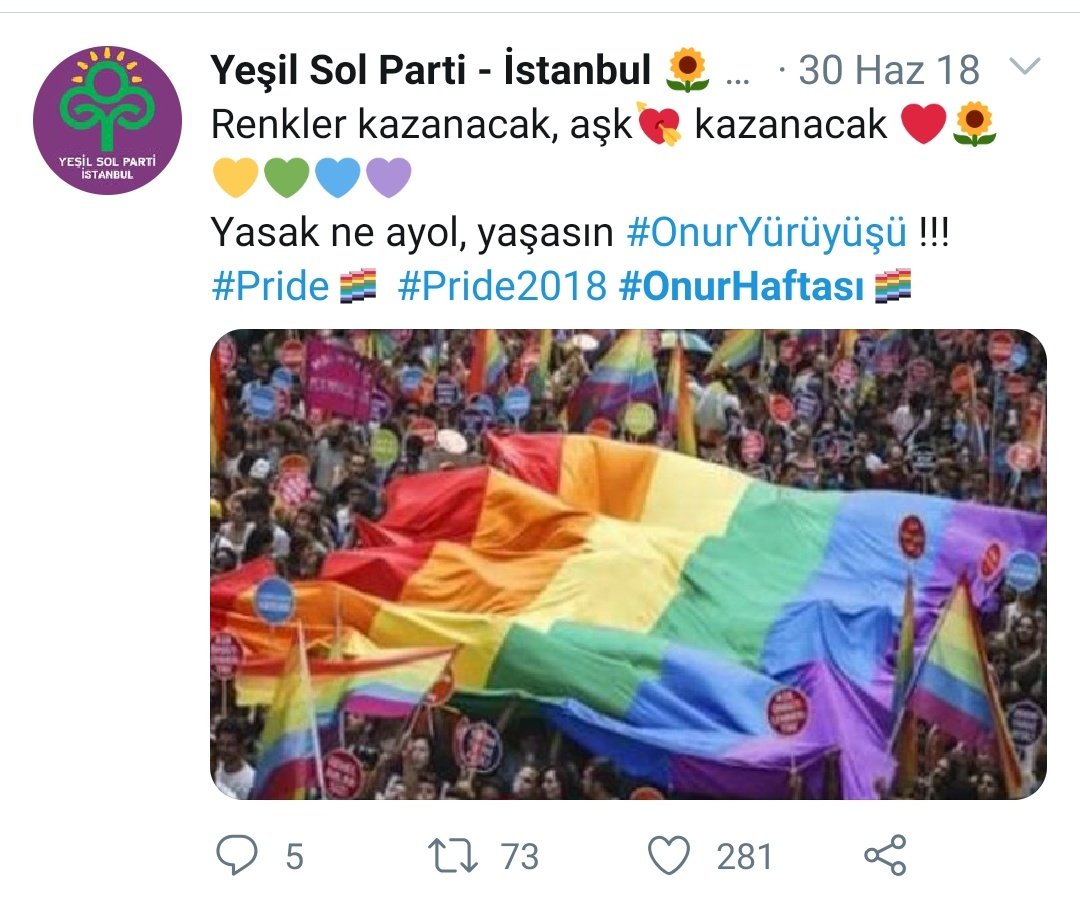 Yeşil Sol Parti - İstanbul 🌻 ... · 30 Haz 18
Renkler kazanacak, aşk💘 kazanacak ❤️🌻
💛💚💙💜
Yasak ne ayol, yaşasın #OnurYürüyüşü !!!
#Pride #Pride2018 #OnurHaftası
YEŞİL SOL PARTİ
İSTANBUL
5 73 281